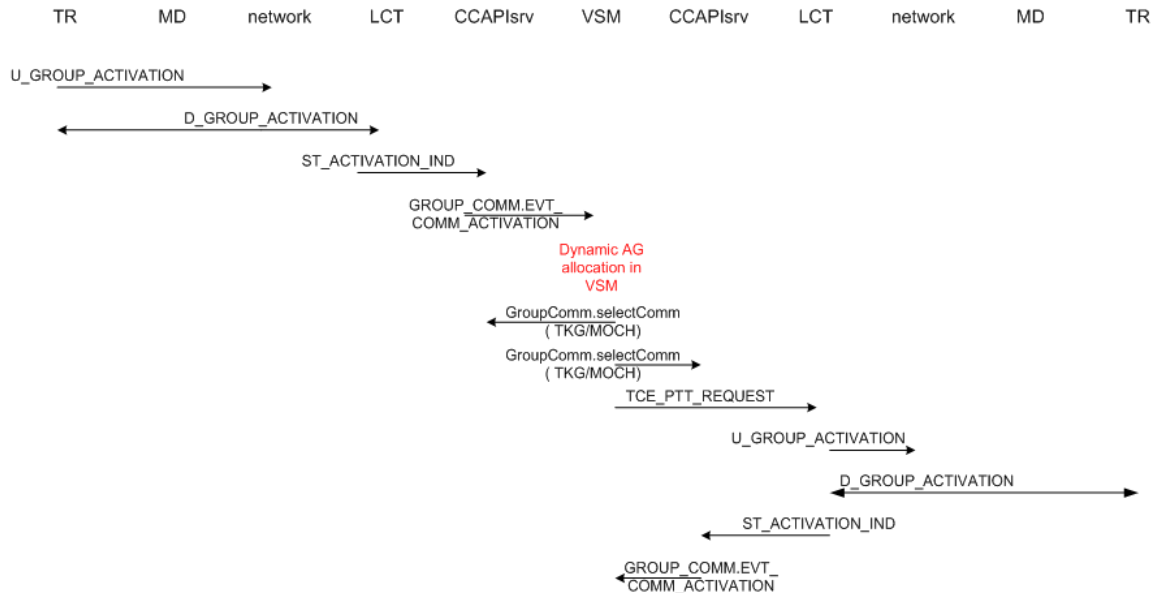 TR MD network LCT CCAPIsrv VSM CCAPIsrv LCT network MD TR
U_GROUP_ACTIVATION
D_GROUP_ACTIVATION
ST_ACTIVATION_IND
GROUP_COMM.EVT_
COMM_ACTIVATION
Dynamic AG
allocation in
VSM
GroupComm.selectComm
( TKG/MOCH)
GroupComm.selectComm
( TKG/MOCH)
TCE_PTT_REQUEST
U_GROUP_ACTIVATION
D_GROUP_ACTIVATION
ST_ACTIVATION_IND
GROUP_COMM.EVT_
COMM_ACTIVATION